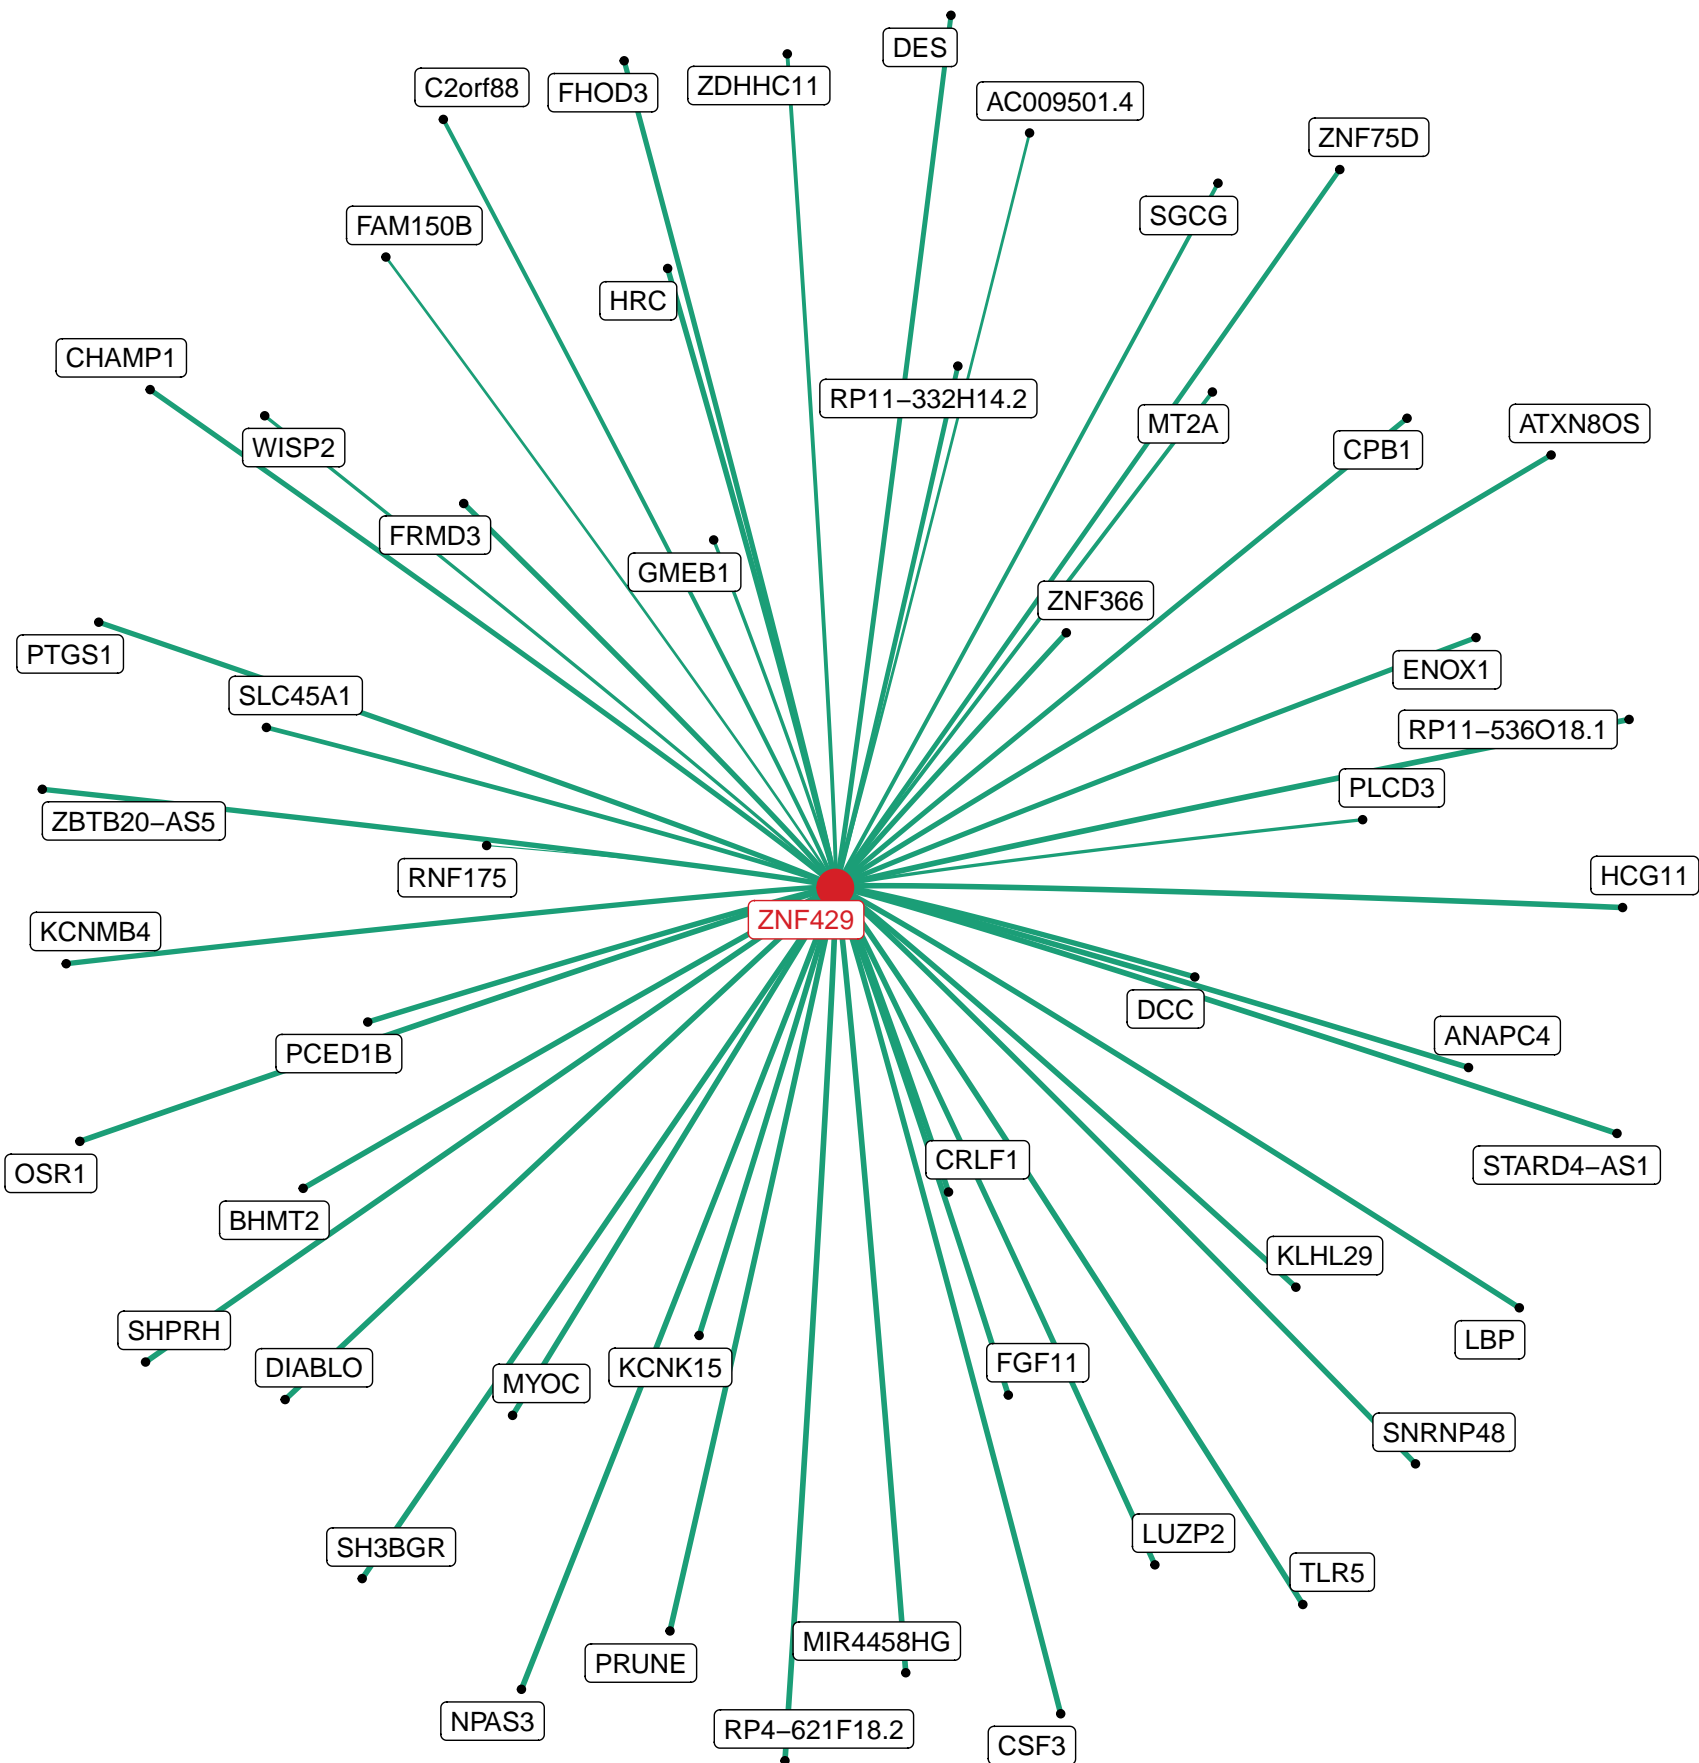 DES
C2orf88
FHOD3
ZDHHC11
AC009501.4
ZNF75D
SGCG
FAM150B
HRC
CHAMP1
RP11−332H14.2
MT2A
ATXN8OS
WISP2
CPB1
FRMD3
GMEB1
ZNF366
PTGS1
ENOX1
SLC45A1
RP11−536O18.1
PLCD3
ZBTB20−AS5
RNF175
HCG11
ZNF429
KCNMB4
DCC
ANAPC4
PCED1B
CRLF1
STARD4−AS1
OSR1
BHMT2
KLHL29
SHPRH
LBP
DIABLO
KCNK15
FGF11
MYOC
SNRNP48
LUZP2
SH3BGR
TLR5
MIR4458HG
PRUNE
NPAS3
RP4−621F18.2
CSF3